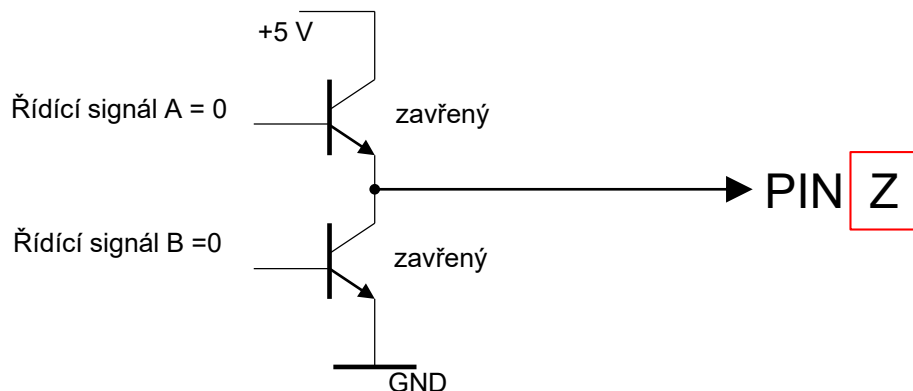 +5 V
Řídící signál A = 0
zavřený
PIN Z
Řídící signál B =0
zavřený
GND